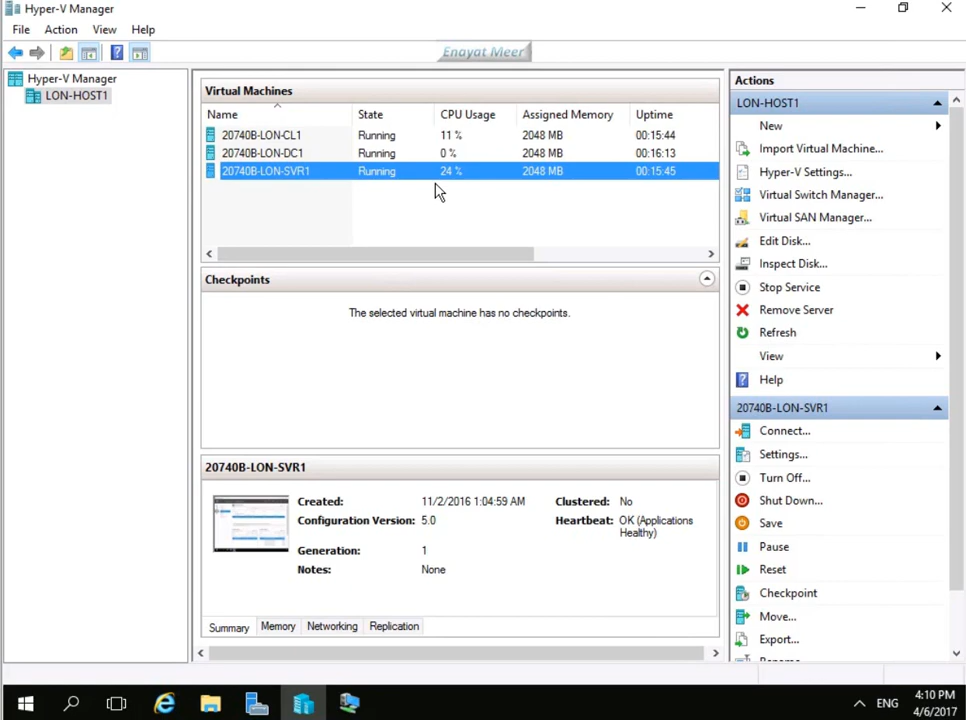 Hyper-V Manager
File Action View Help
Enayat Meer
Hyper-V Manager
LON-HOST1
Virtual Machines
Name State CPU Usage Assigned Memory Uptime
20740B-LON-CL1 Running 11 % 2048 MB 00:15:44
20740B-LON-DC1 Running 0 % 2048 MB 00:16:13
20740B-LON-SVR1 Running 24 % 2048 MB 00:15:45
Checkpoints
The selected virtual machine has no checkpoints.
20740B-LON-SVR1
Created: 11/2/2016 1:04:59 AM Clustered: No
Configuration Version: 5.0 Heartbeat: OK (Applications
Healthy)
Generation: 1
Notes: None
Summary Memory Networking Replication
Actions
LON-HOST1
New
Import Virtual Machine...
Hyper-V Settings...
Virtual Switch Manager...
Virtual SAN Manager...
Edit Disk...
Inspect Disk...
Stop Service
Remove Server
Refresh
View
Help
20740B-LON-SVR1
Connect...
Settings...
Turn Off...
Shut Down...
Save
Pause
Reset
Checkpoint
Move...
Export...
ENG
4:10 PM
4/6/2017